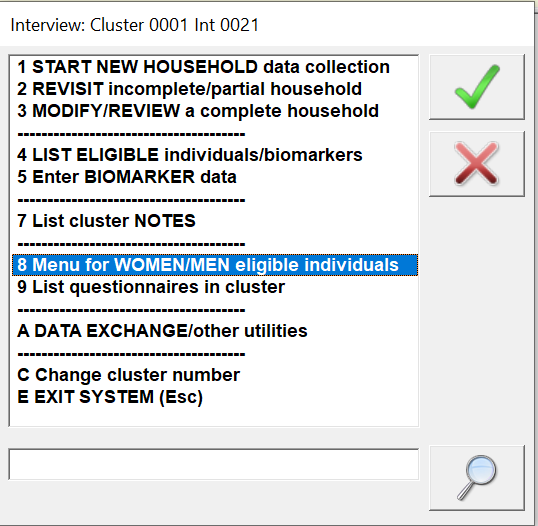 Interview: Cluster 0001 Int 0021
1 START NEW HOUSEHOLD data collection
2 REVISIT incomplete/partial household
3 MODIFY/REVIEW a complete household
--------------------------------------
4 LIST ELIGIBLE individuals/biomarkers
5 Enter BIOMARKER data
--------------------------------------
7 List cluster NOTES
--------------------------------------
8 Menu for WOMEN/MEN eligible individuals
9 List questionnaires in cluster
--------------------------------------
A DATA EXCHANGE/other utilities
--------------------------------------
C Change cluster number
E EXIT SYSTEM (Esc)